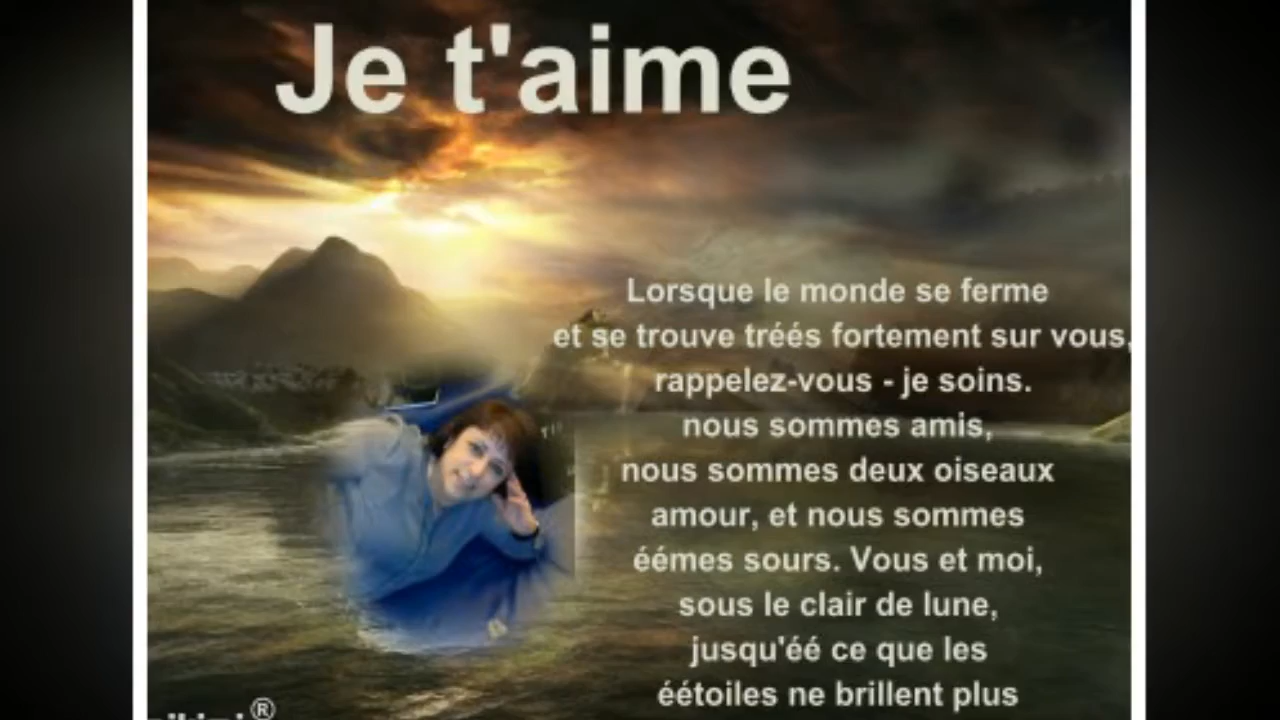 Je t'aime
Lorsque le monde se ferme
et se trouve tréés fortement sur vous,
rappelez-vous - je soins.
nous sommes amis,
nous sommes deux oiseaux
amour, et nous sommes
éémes sours. Vous et moi,
sous le clair de lune,
jusqu'éé ce que les
éétoiles ne brillent plus
®